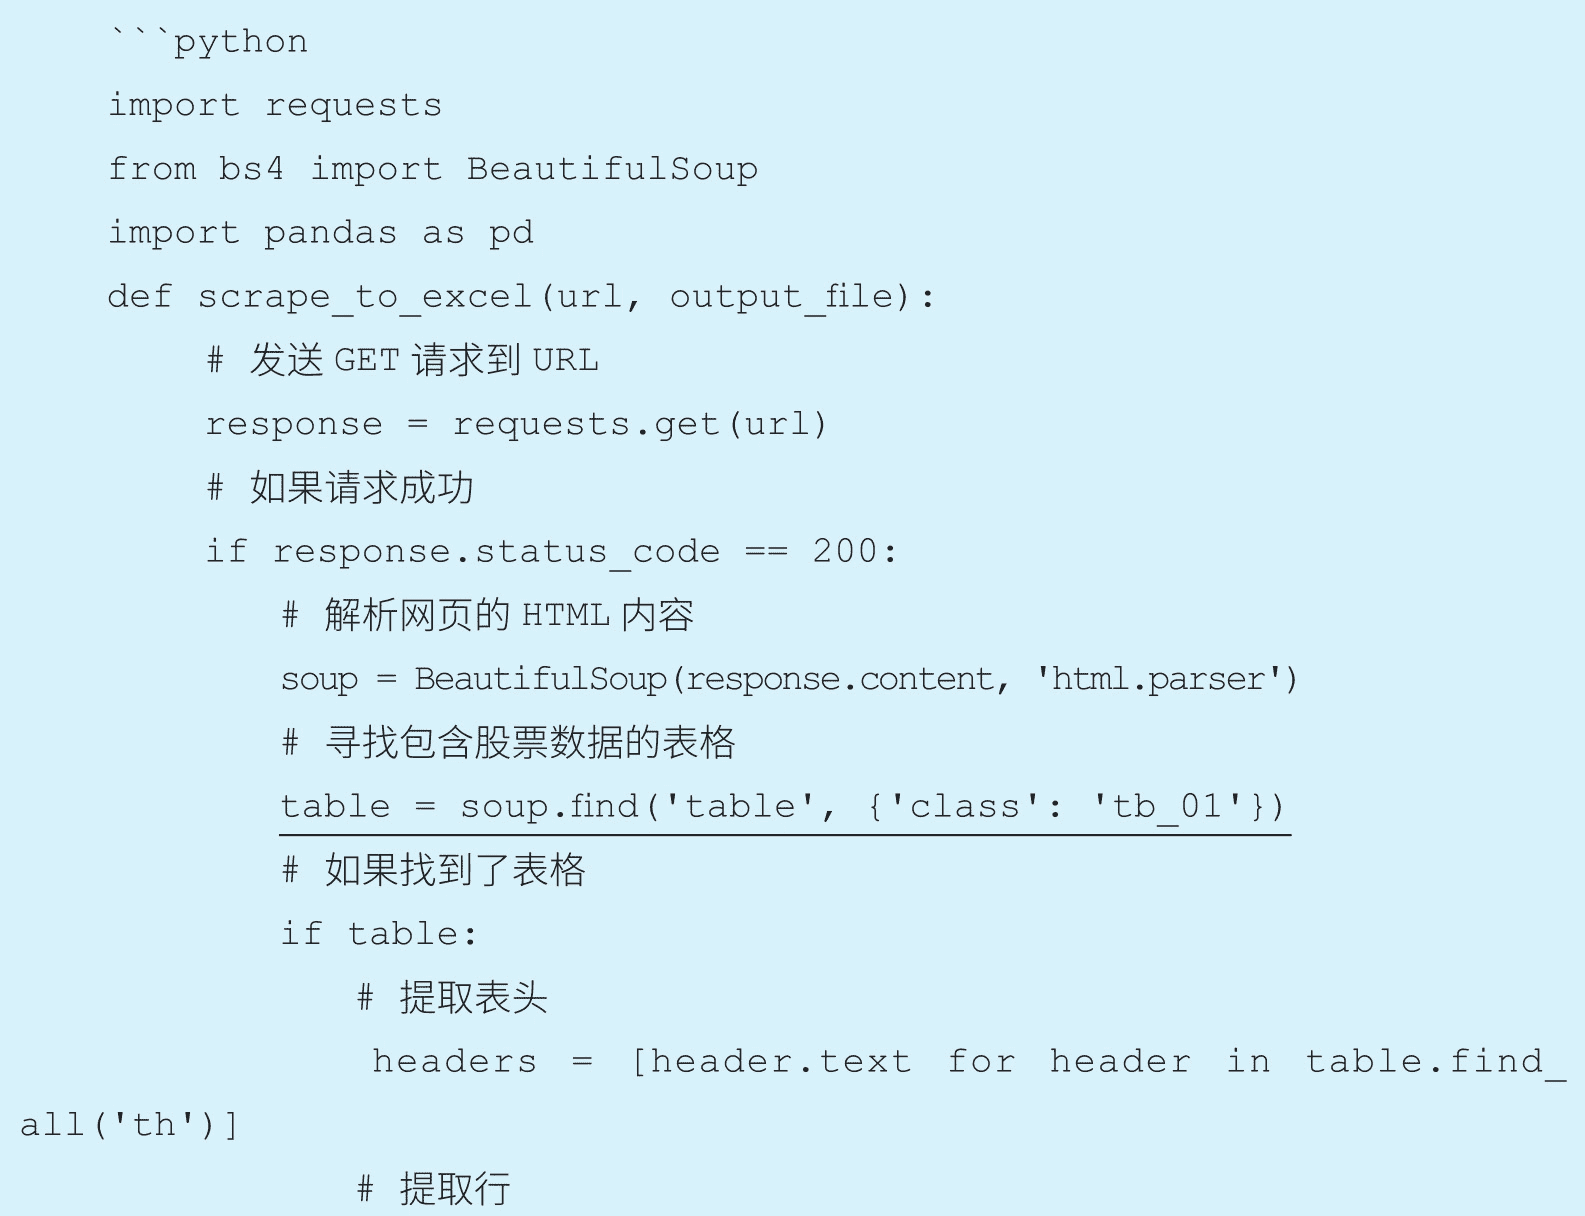 ```python
import requests
from bs4 import BeautifulSoup
import pandas as pd
def scrape_to_excel(url, output_file):
# 发送 GET 请求到 URL
response = requests.get(url)
# 如果请求成功
if response.status_code == 200:
# 解析网页的 HTML 内容
soup = BeautifulSoup(response.content, 'html.parser')
# 寻找包含股票数据的表格
table = soup.find('table', {'class': 'tb_01'})
# 如果找到了表格
if table:
# 提取表头
headers = [header.text for header in table.find_
all('th')]
# 提取行